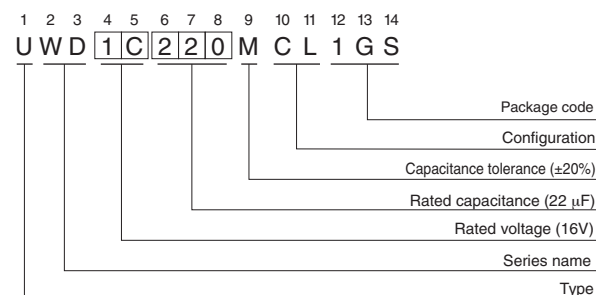 1 2 3 4 5 6 7 8 9 10 11 12 13 14
U W D 1 C 2 2 0 M C L 1 G S
Package code
Configuration
Capacitance tolerance (±20%)
Rated capacitance (22 μF)
Rated voltage (16V)
Series name
Type